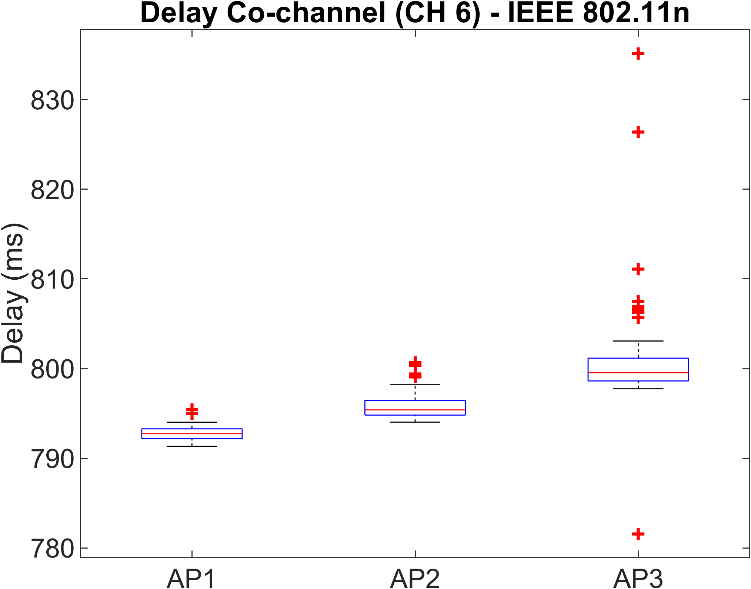 Delay Co-channel (CH 6) - IEEE 802.11n
830
820
810
800
790
780
Delay (ms)
AP1 AP2 AP3